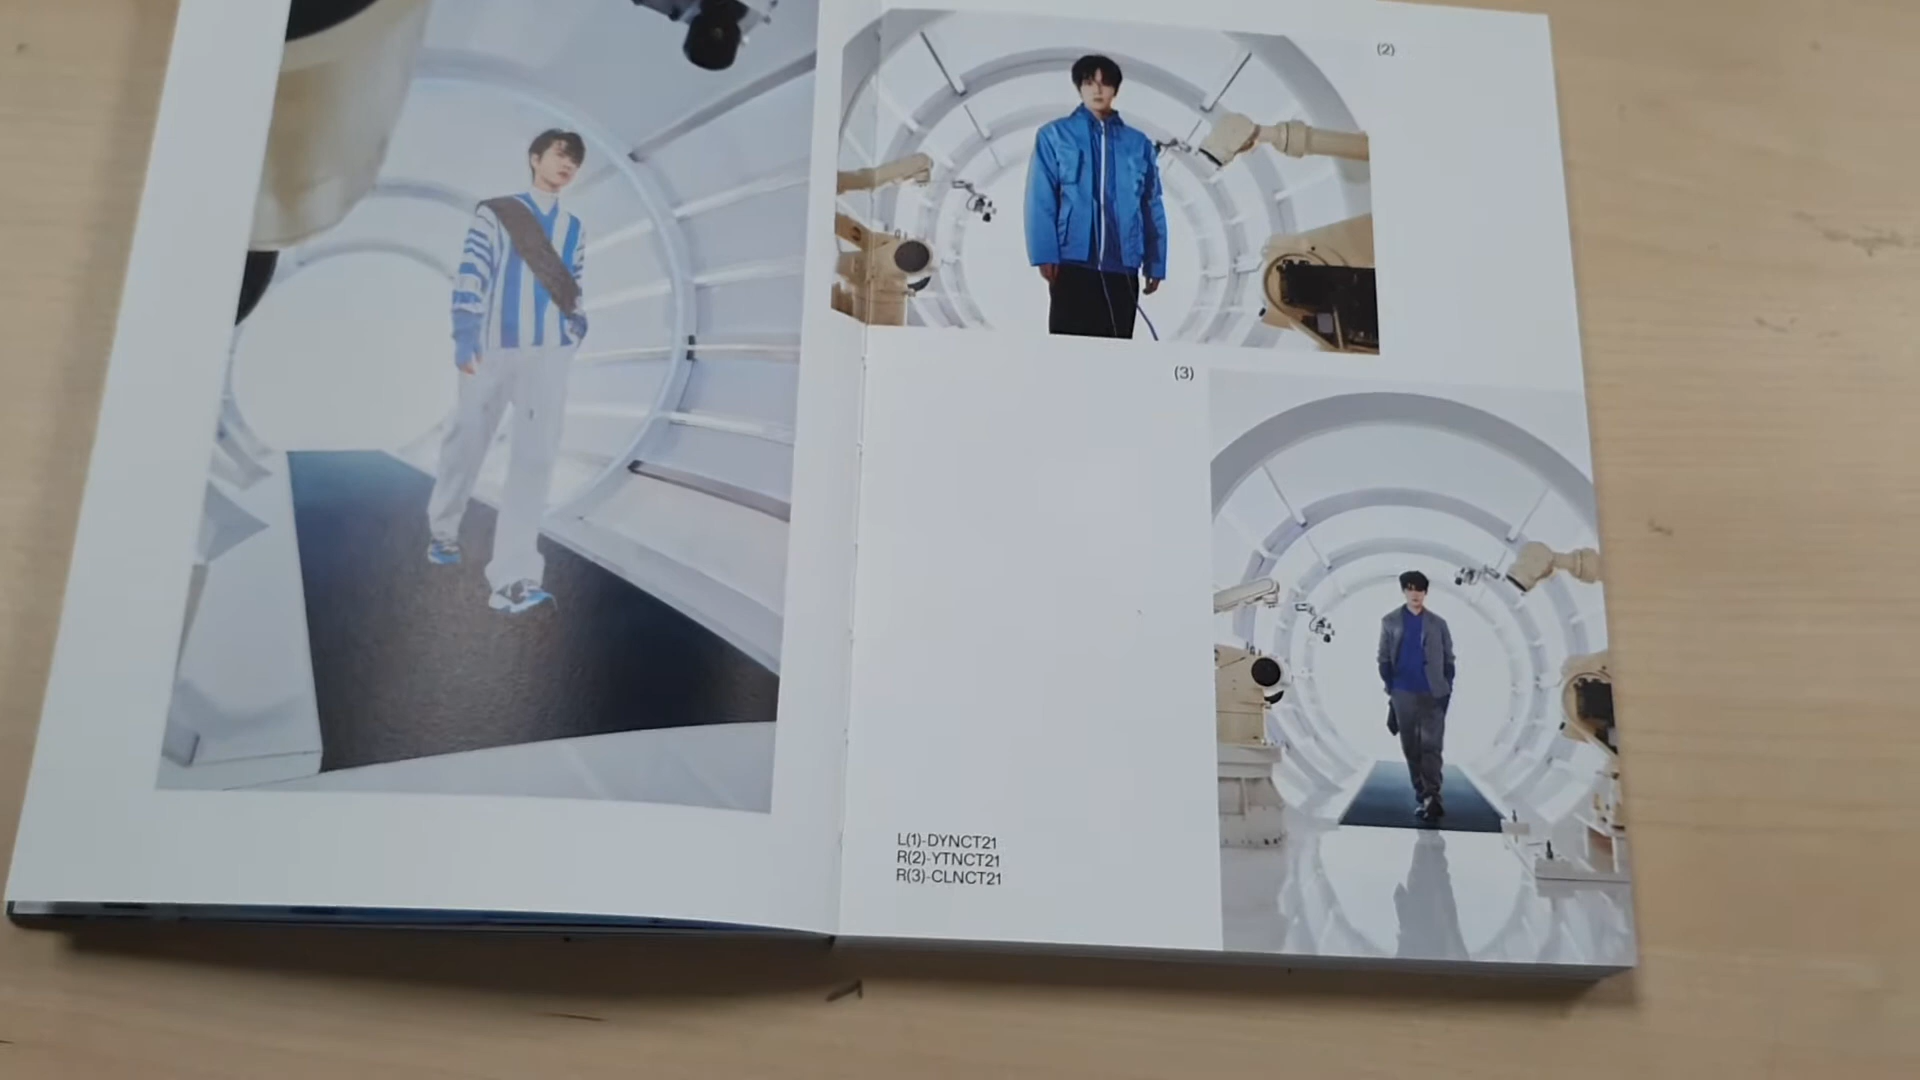 (2)
(3)
L(1)-DYNCT21
R(2)-YTNCT21
R(3)-CLNCT21